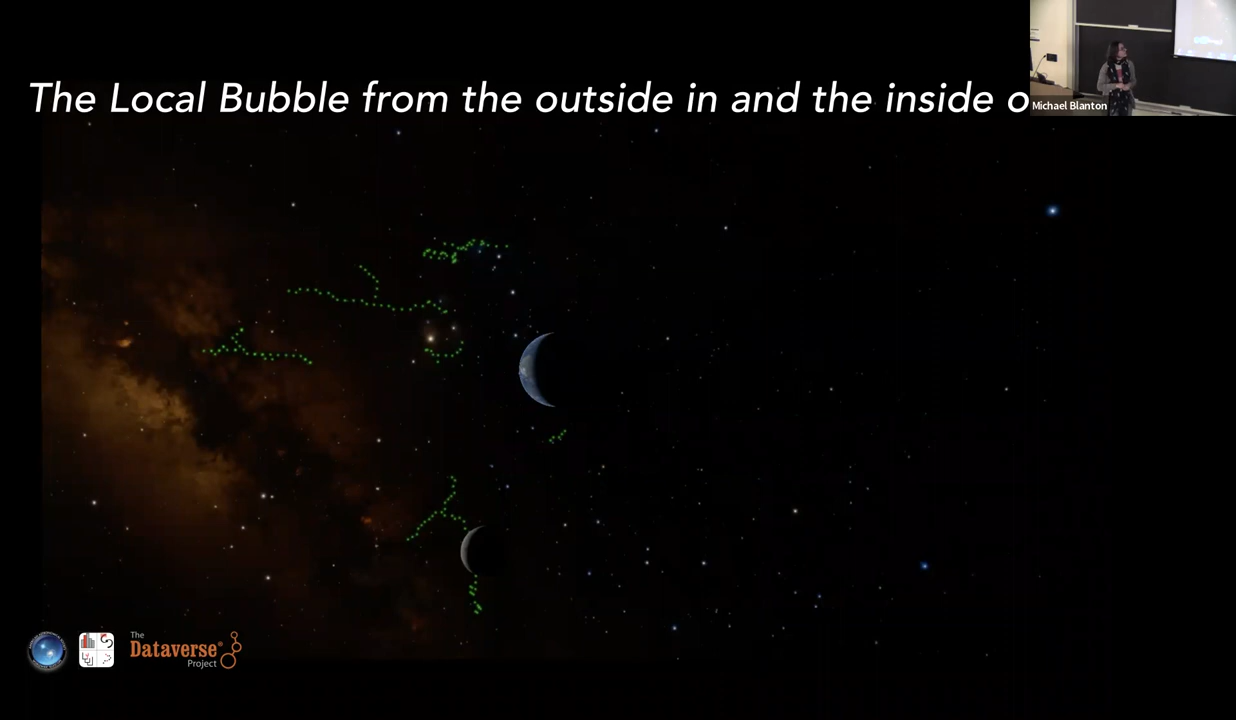 The Local Bubble from the outside in and the inside o
Michael Blanton
The
Dataverse®
Project